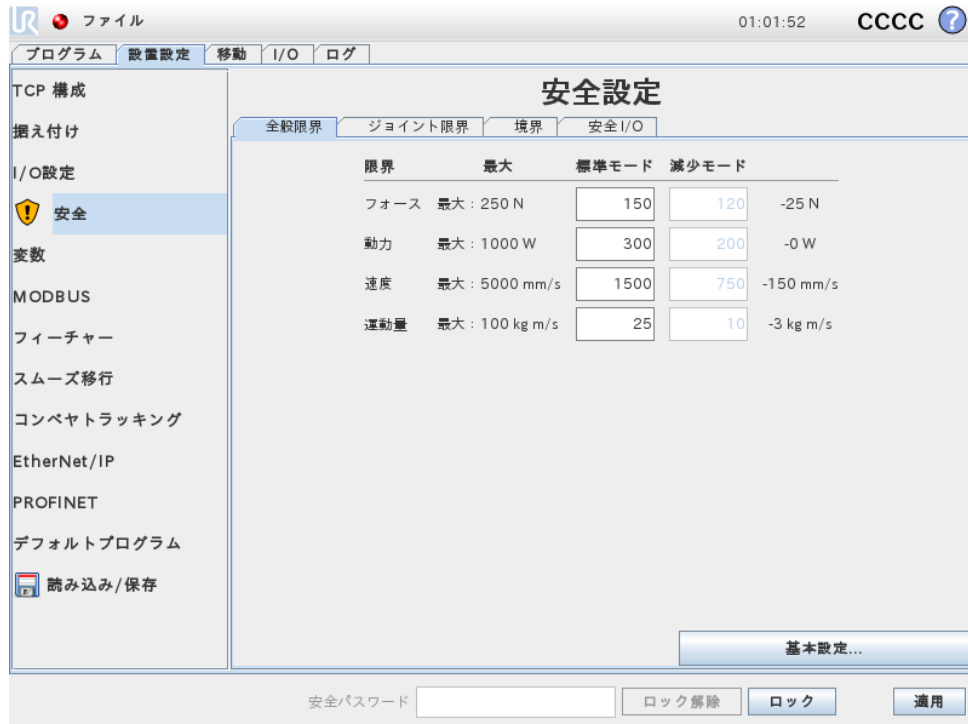 UR ファイル 01:01:52 CCCC ?
プログラム 設置設定 移動 I/O ログ
TCP 構成
据え付け
I/O設定
安全
変数
MODBUS
フィーチャー
スムーズ移行
コンベヤトラッキング
EtherNet/IP
PROFINET
デフォルトプログラム
読み込み/保存
安全設定
全般限界 ジョイント限界 境界 安全I/O
限界 最大 標準モード 減少モード
フォース 最大：250 N 150 120 -25 N
動力 最大：1000 W 300 200 -0 W
速度 最大：5000 mm/s 1500 750 -150 mm/s
運動量 最大：100 kg m/s 25 10 -3 kg m/s
基本設定...
安全パスワード ロック解除 ロック 適用